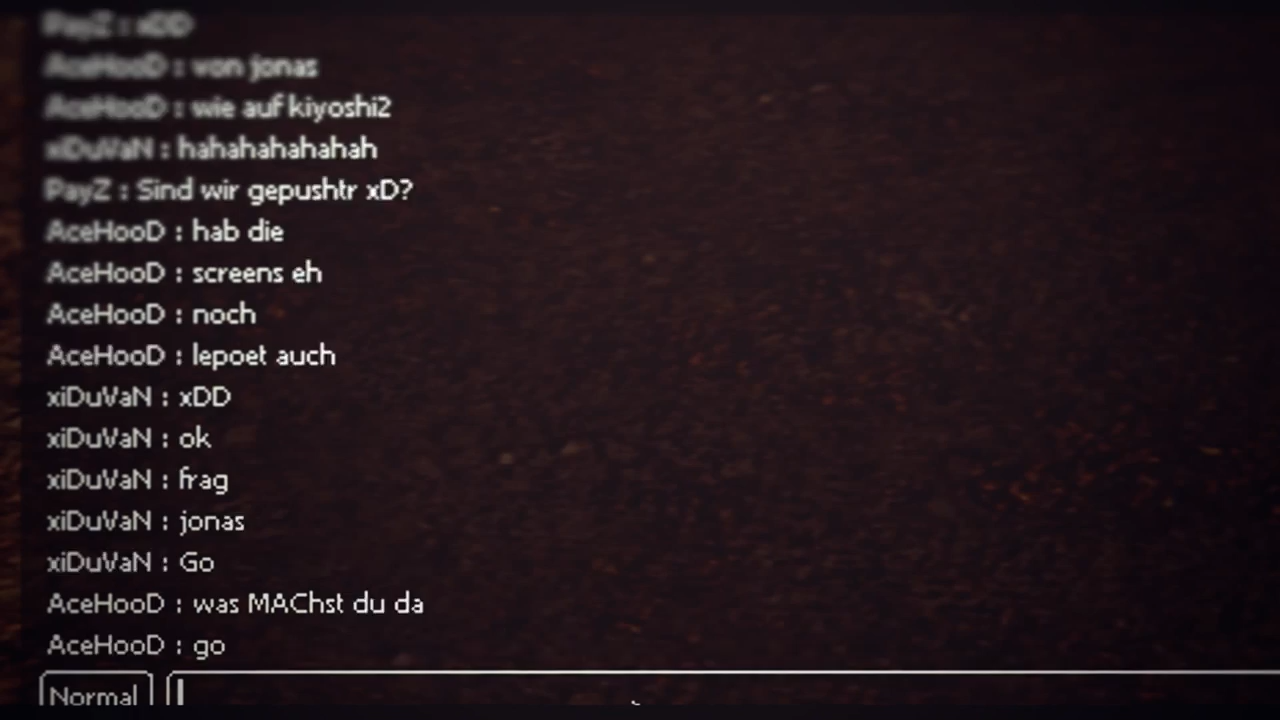 PayZ : xDD
AceHooD : von jonas
AceHooD : wie auf kiyoshi2
xiDuVaN : hahahahahahah
PayZ : Sind wir gepushtr xD?
AceHooD : hab die
AceHooD : screens eh
AceHooD : noch
AceHooD : lepoet auch
xiDuVaN : xDD
xiDuVaN : ok
xiDuVaN : frag
xiDuVaN : jonas
xiDuVaN : Go
AceHooD : was MAChst du da
AceHooD : go
Normal